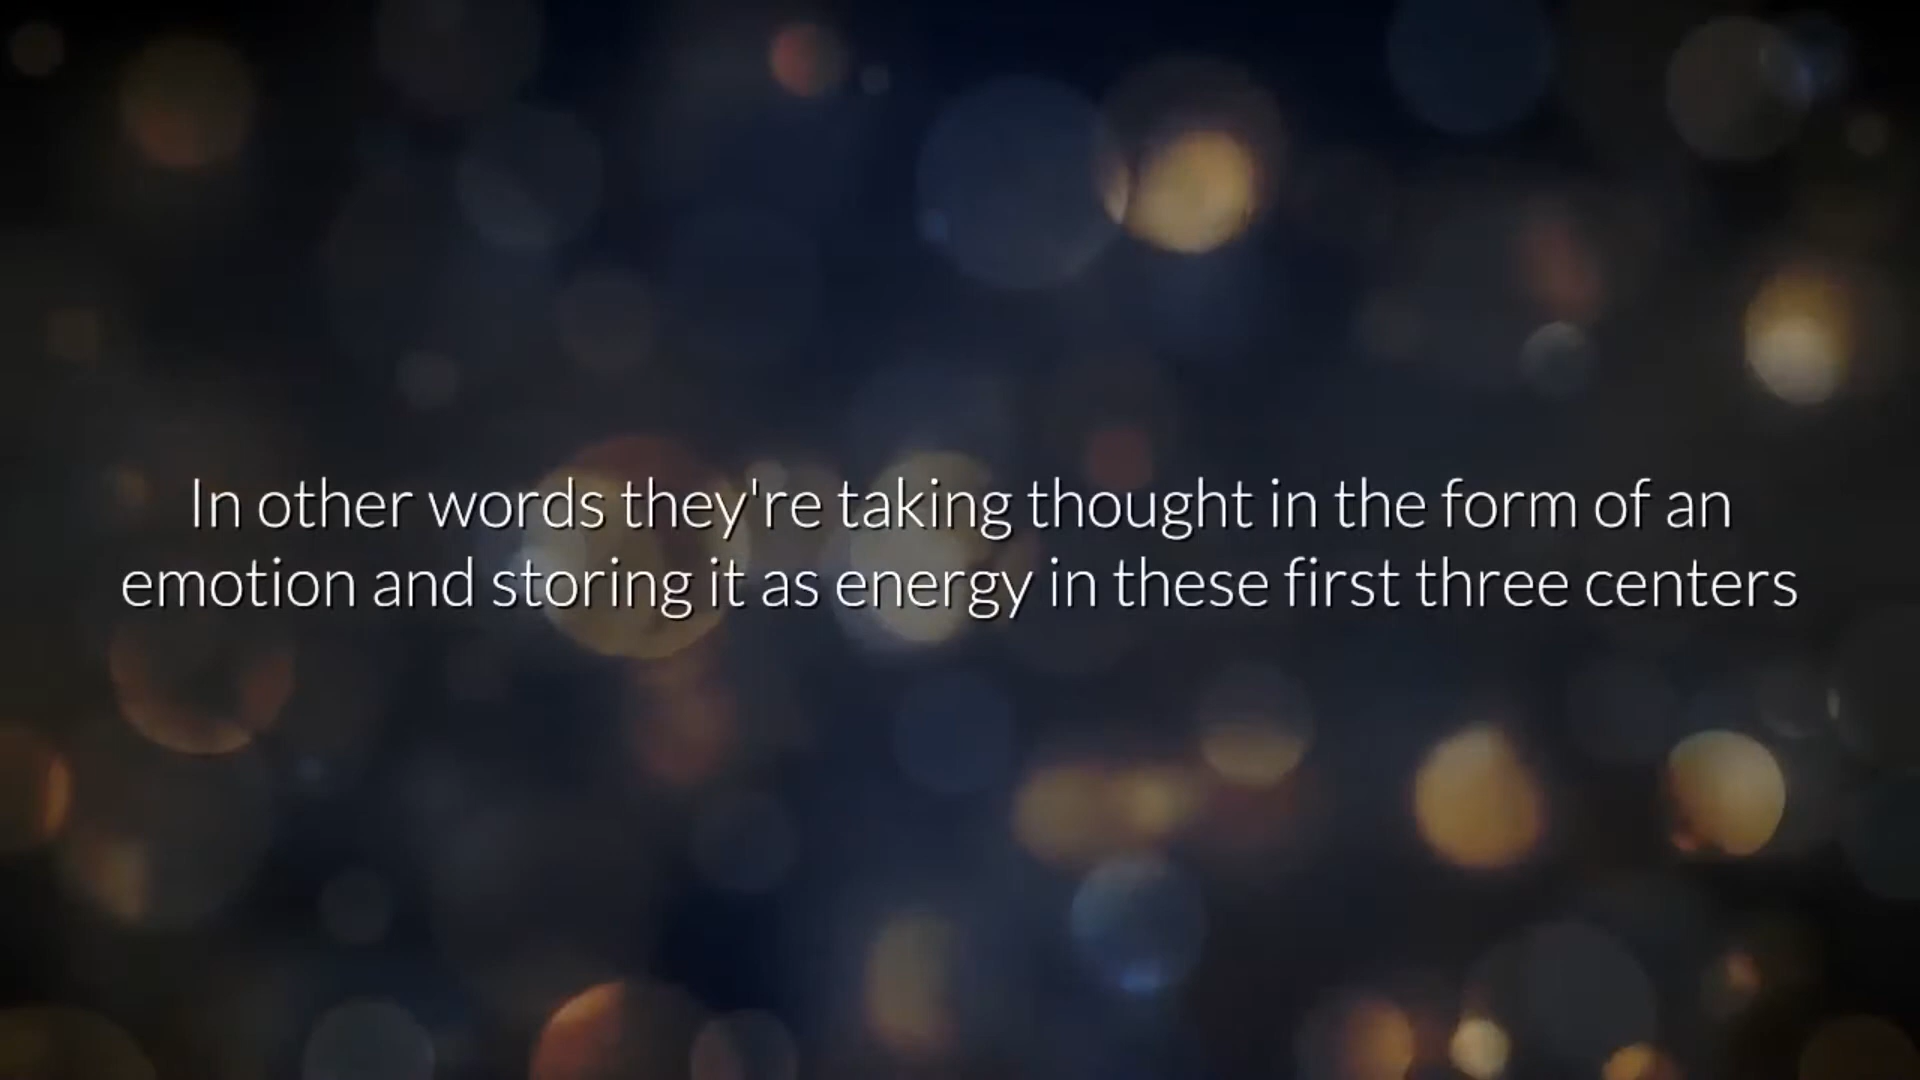 In other words they're taking thought in the form of an
emotion and storing it as energy in these first three centers